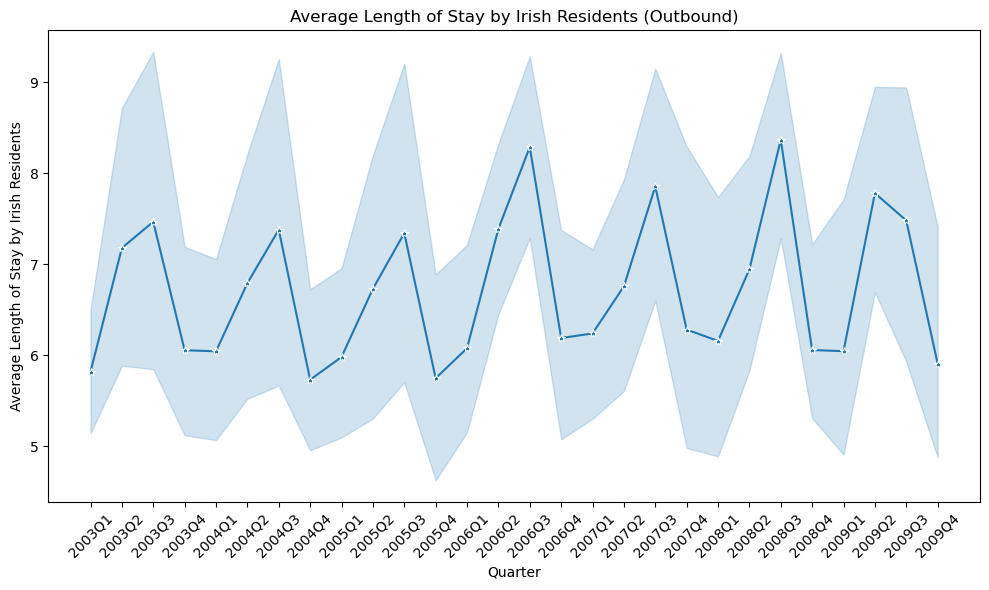 Average Length of Stay by Irish Residents (Outbound)
Average Length of Stay by Irish Residents
9
8
7
6
5
2003Q1
2003Q2
2003Q3
2003Q4
2004Q1
2004Q2
2004Q3
2004Q4
2005Q1
2005Q2
2005Q3
2005Q4
2006Q1
2006Q2
2006Q3
2006Q4
2007Q1
2007Q2
2007Q3
2007Q4
2008Q1
2008Q2
2008Q3
2008Q4
2009Q1
2009Q2
2009Q3
2009Q4
Quarter